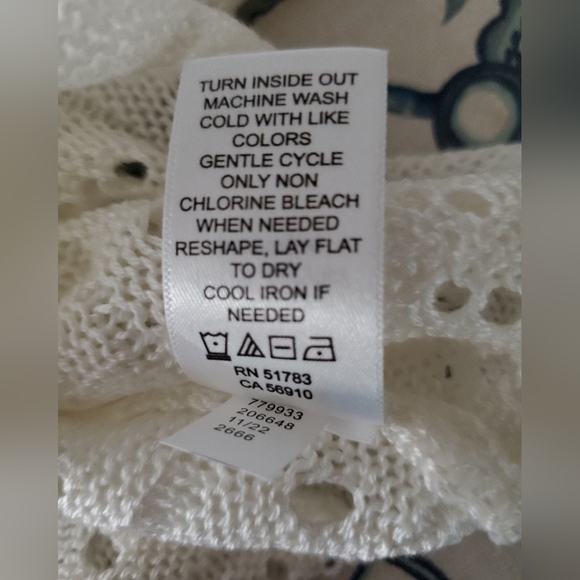 TURN INSIDE OUT
MACHINE WASH
COLD WITH LIKE
COLORS
GENTLE CYCLE
ONLY NON
CHLORINE BLEACH
WHEN NEEDED
RESHAPE, LAY FLAT
TO DRY
COOL IRON IF
NEEDED
RN 51783
CA 56910
779933
206648
11/22
2666